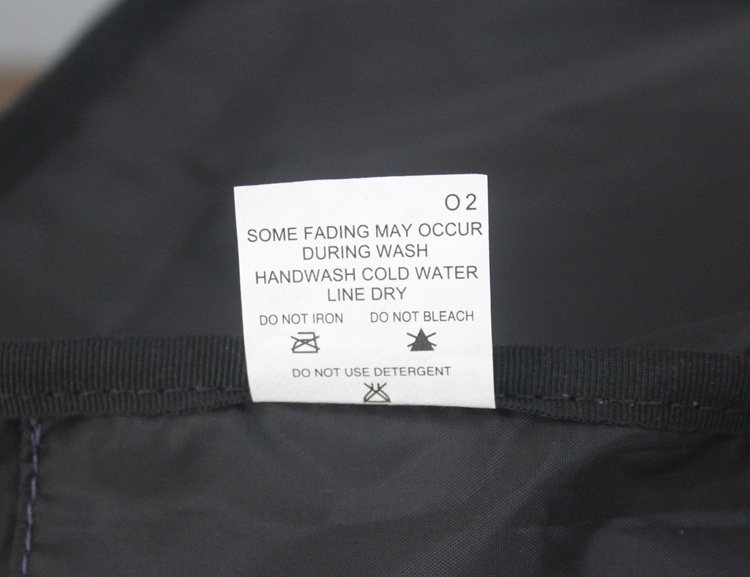 O 2
SOME FADING MAY OCCUR
DURING WASH
HANDWASH COLD WATER
LINE DRY
DO NOT IRON DO NOT BLEACH
DO NOT USE DETERGENT